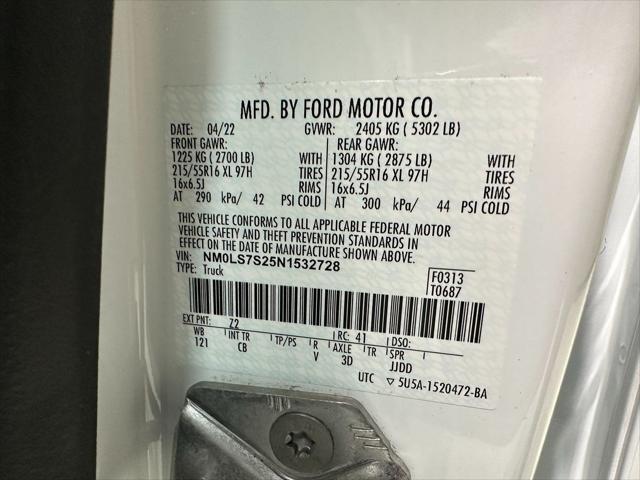 MFD. BY FORD MOTOR CO.
DATE: 04/22 GVWR: 2405 KG ( 5302 LB)
FRONT GAWR: REAR GAWR:
1225 KG ( 2700 LB) WITH 1304 KG ( 2875 LB) WITH
215/55R16 XL 97H TIRES 215/55R16 XL 97H TIRES
16x6.5J RIMS 16x6.5J RIMS
AT 290 kPa/ 42 PSI COLD AT 300 kPa/ 44 PSI COLD
THIS VEHICLE CONFORMS TO ALL APPLICABLE FEDERAL MOTOR
VEHICLE SAFETY AND THEFT PREVENTION STANDARDS IN
EFFECT ON THE DATE OF MANUFACTURE SHOWN ABOVE.
VIN: NM0LS7S25N1532728
TYPE: Truck
F0313
T0687
EXT PNT: Z2 RC: 41 DSO:
WB INT TR TP/PS R AXLE TR SPR
121 CB V 3D JJDD
UTC ▽ 5U5A-1520472-BA